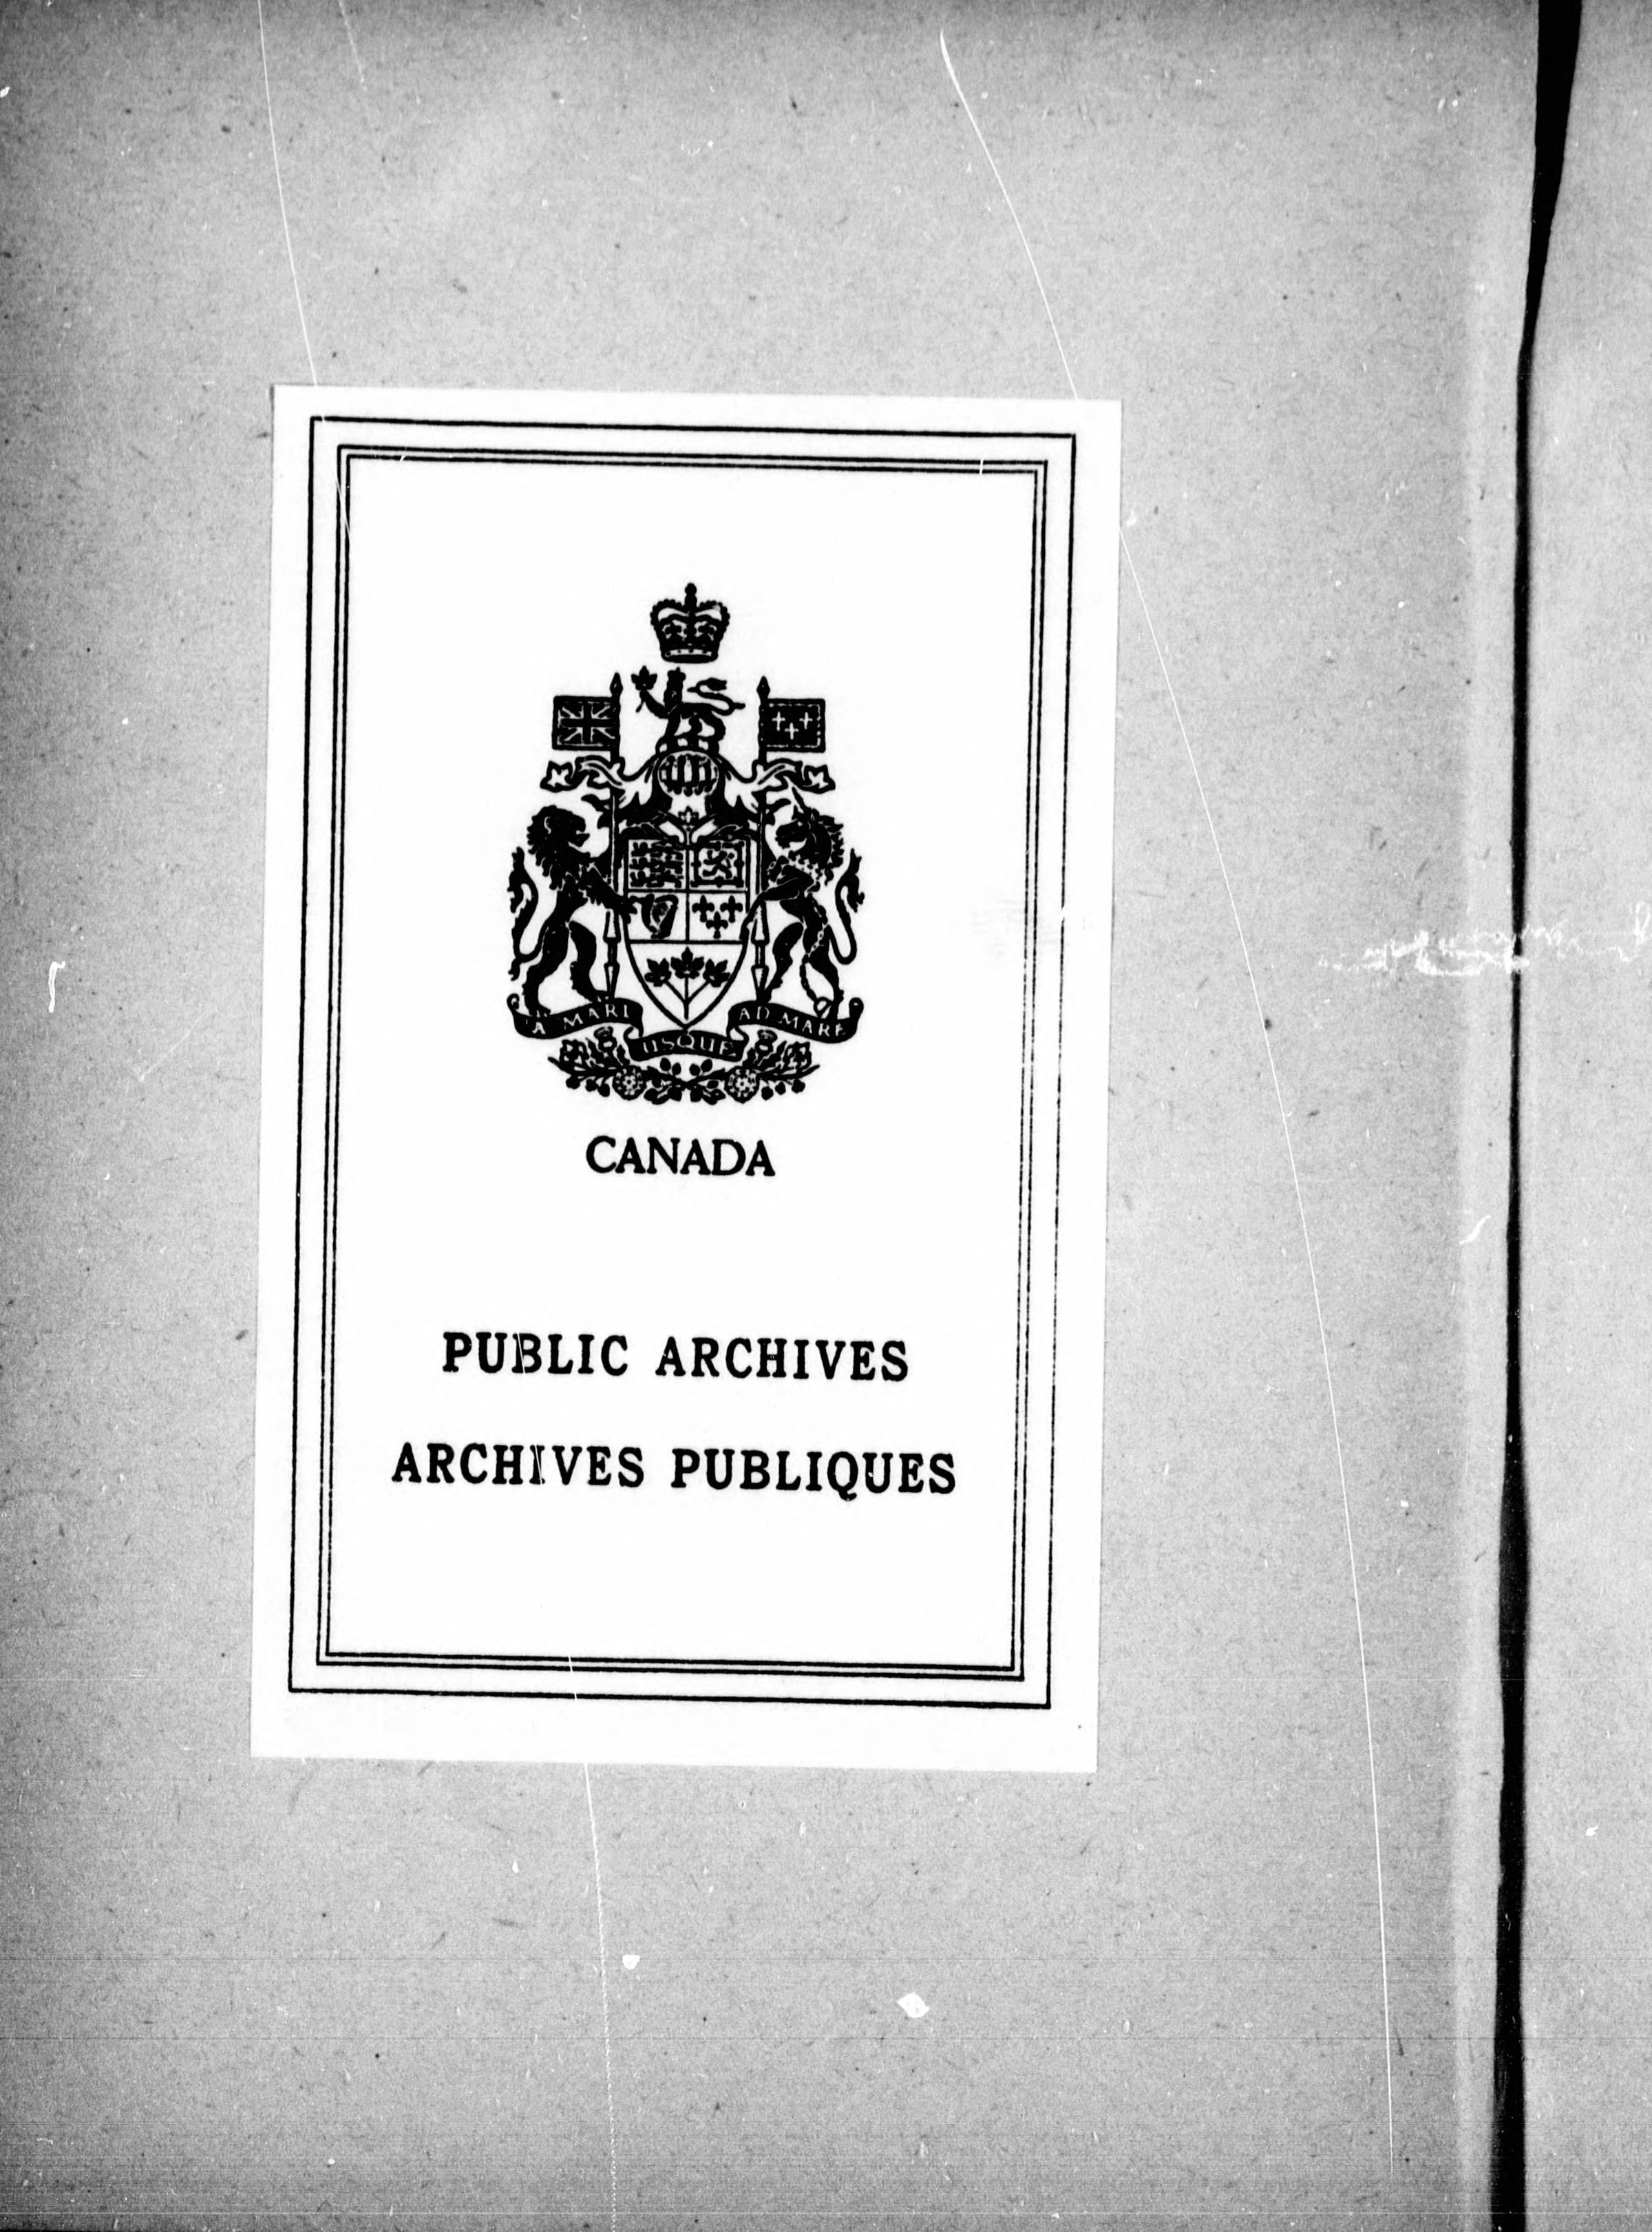 A MARI USQUE AD MARE
CANADA
PUBLIC ARCHIVES
ARCHIVES PUBLIQUES